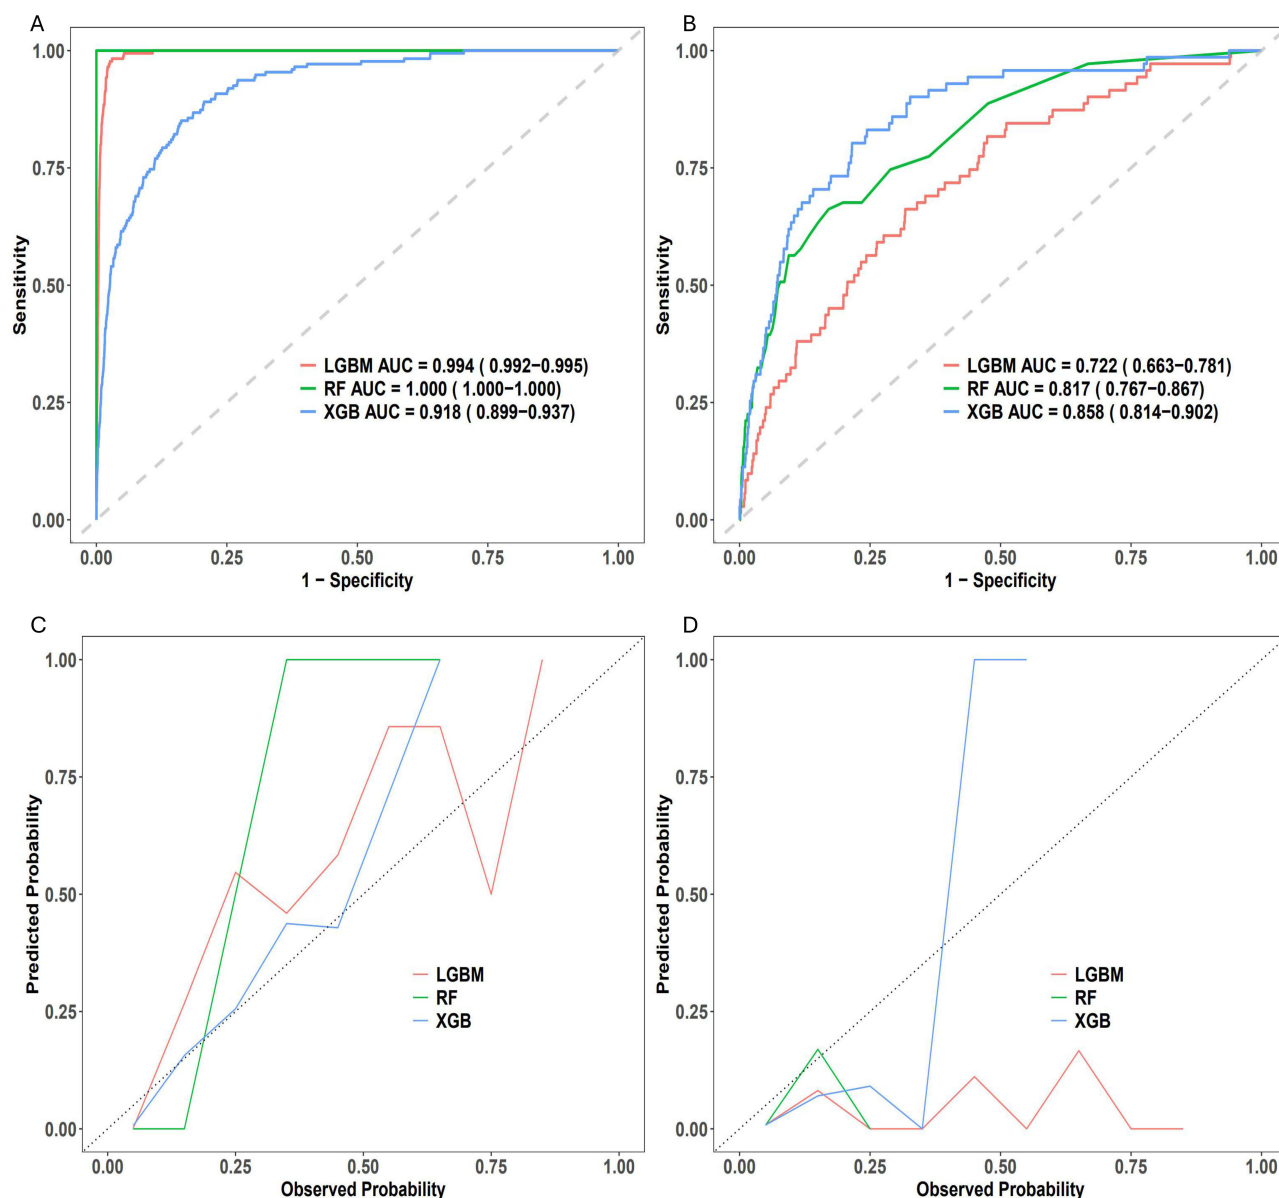 A
1.00
0.75
0.50
0.25
0.00
Sensitivity
LGBM AUC = 0.994 ( 0.992−0.995)
RF AUC = 1.000 ( 1.000−1.000)
XGB AUC = 0.918 ( 0.899−0.937)
0.00 0.25 0.50 0.75 1.00
1 − Specificity
B
1.00
0.75
0.50
0.25
0.00
Sensitivity
LGBM AUC = 0.722 ( 0.663−0.781)
RF AUC = 0.817 ( 0.767−0.867)
XGB AUC = 0.858 ( 0.814−0.902)
0.00 0.25 0.50 0.75 1.00
1 − Specificity
C
1.00
0.75
0.50
0.25
0.00
Predicted Probability
LGBM
RF
XGB
0.00 0.25 0.50 0.75 1.00
Observed Probability
D
1.00
0.75
0.50
0.25
0.00
Predicted Probability
LGBM
RF
XGB
0.00 0.25 0.50 0.75 1.00
Observed Probability